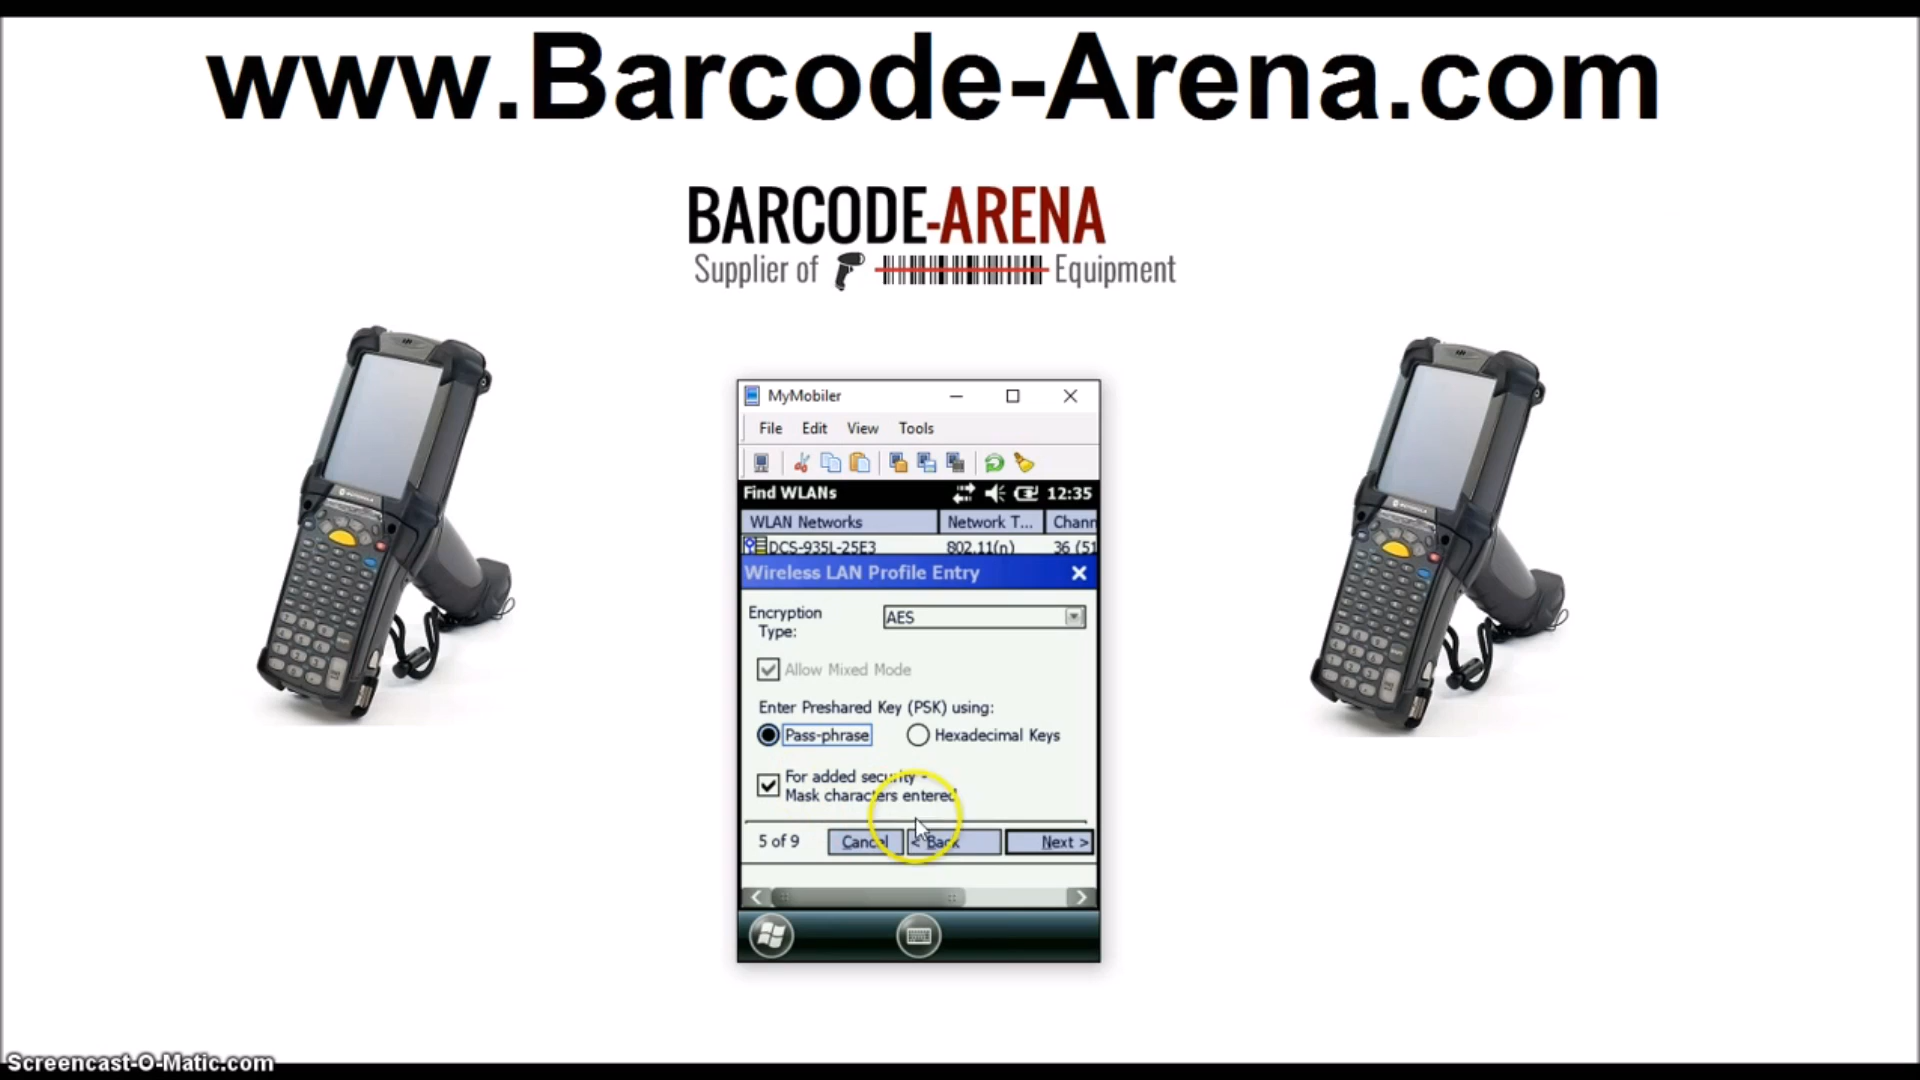 www.Barcode-Arena.com
BARCODE-ARENA
Supplier of Equipment
MyMobiler
File Edit View Tools
Find WLANs 12:35
WLAN Networks Network T... Chann
DCS-935L-25E3 802.11(n) 36 (51
Wireless LAN Profile Entry
Encryption Type: AES
Allow Mixed Mode
Enter Preshared Key (PSK) using:
Pass-phrase Hexadecimal Keys
For added security -
Mask characters entered
5 of 9 Cancel < Back Next >
Screencast-O-Matic.com